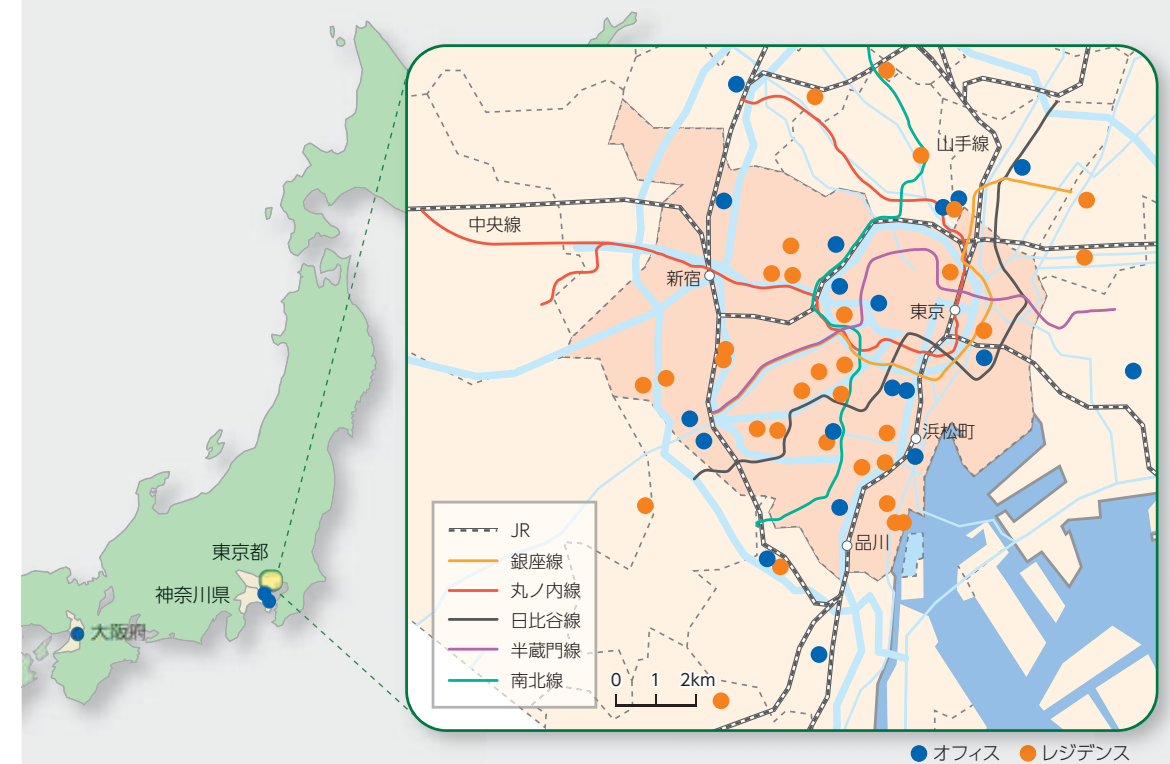 山手線
中央線
新宿
東京
浜松町
品川
東京都
神奈川県
大阪府
JR
銀座線
丸ノ内線
日比谷線
半蔵門線
南北線
0 1 2km
オフィス レジデンス